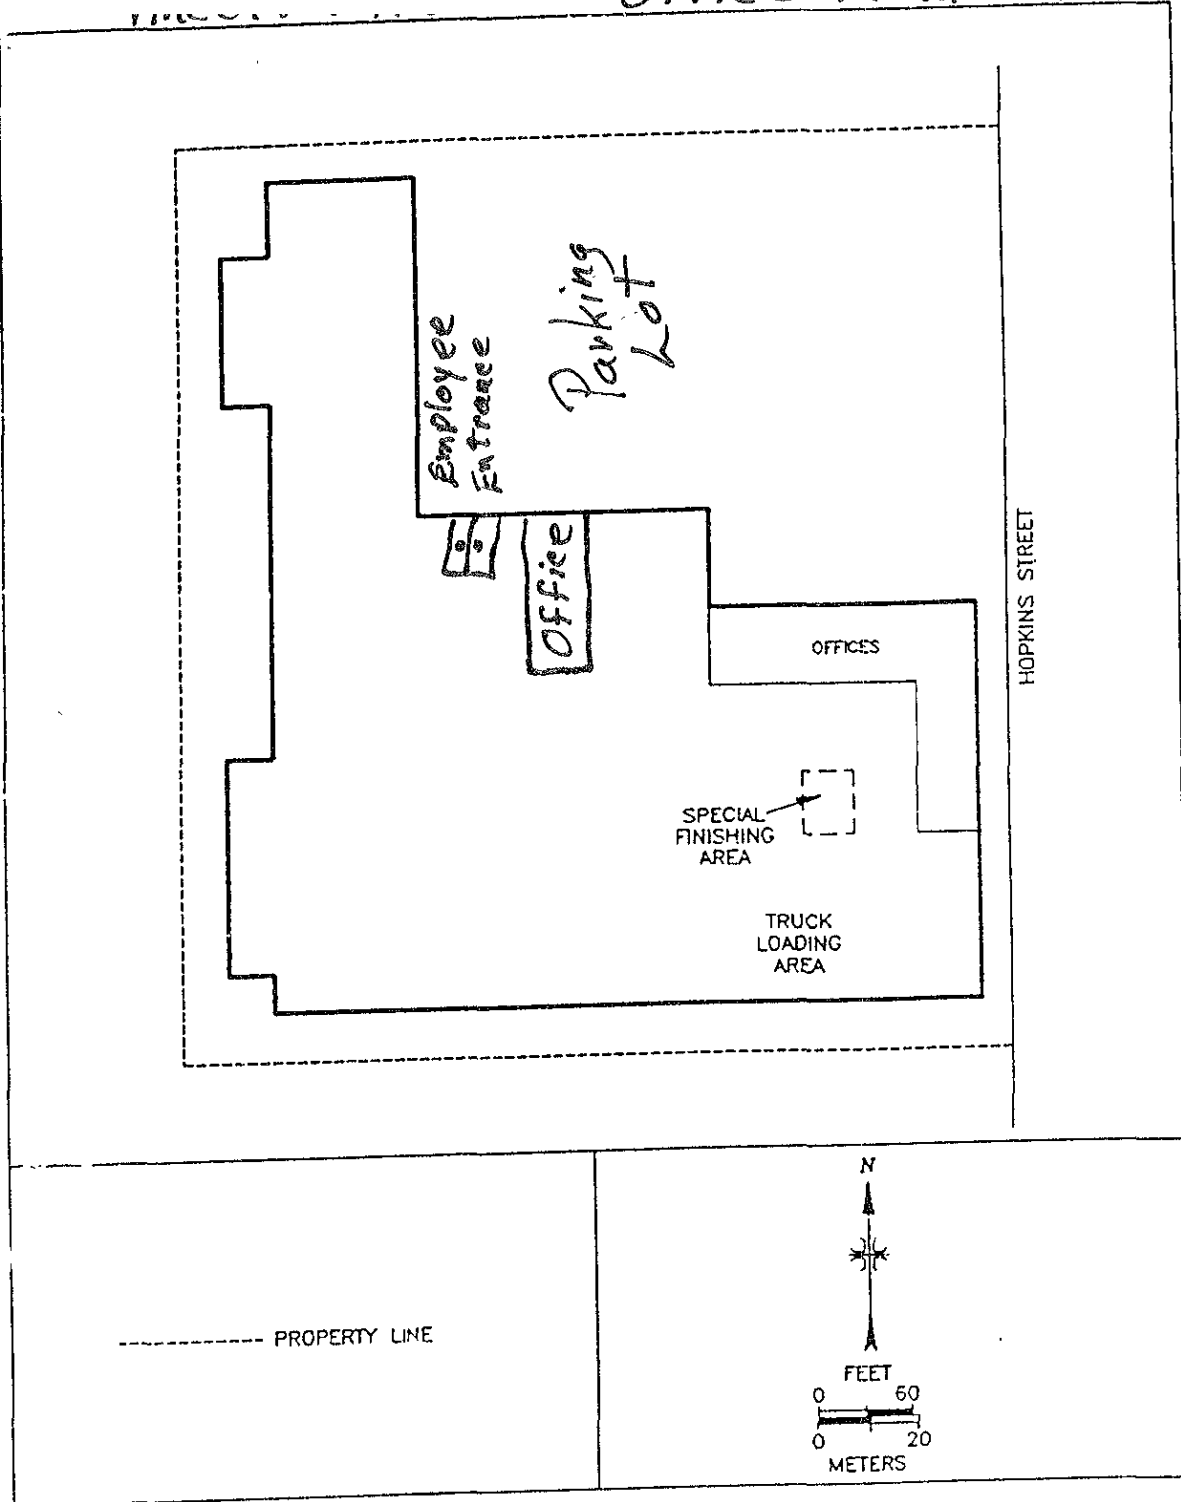 Employee
Entrance
Parking
Lot
Office
OFFICES
HOPKINS STREET
SPECIAL
FINISHING
AREA
TRUCK
LOADING
AREA
N
PROPERTY LINE
FEET
0 60
0 20
METERS